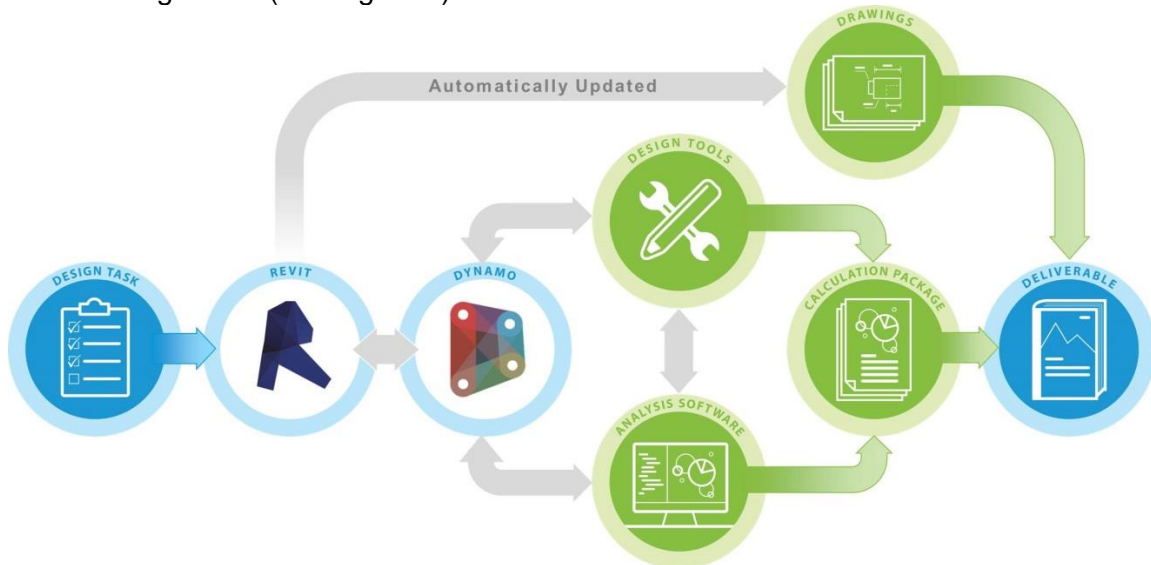 DRAWINGS
Automatically Updated
DESIGN TOOLS
DESIGN TASK
REVIT
DYNAMO
CALCULATION PACKAGE
DELIVERABLE
ANALYSIS SOFTWARE